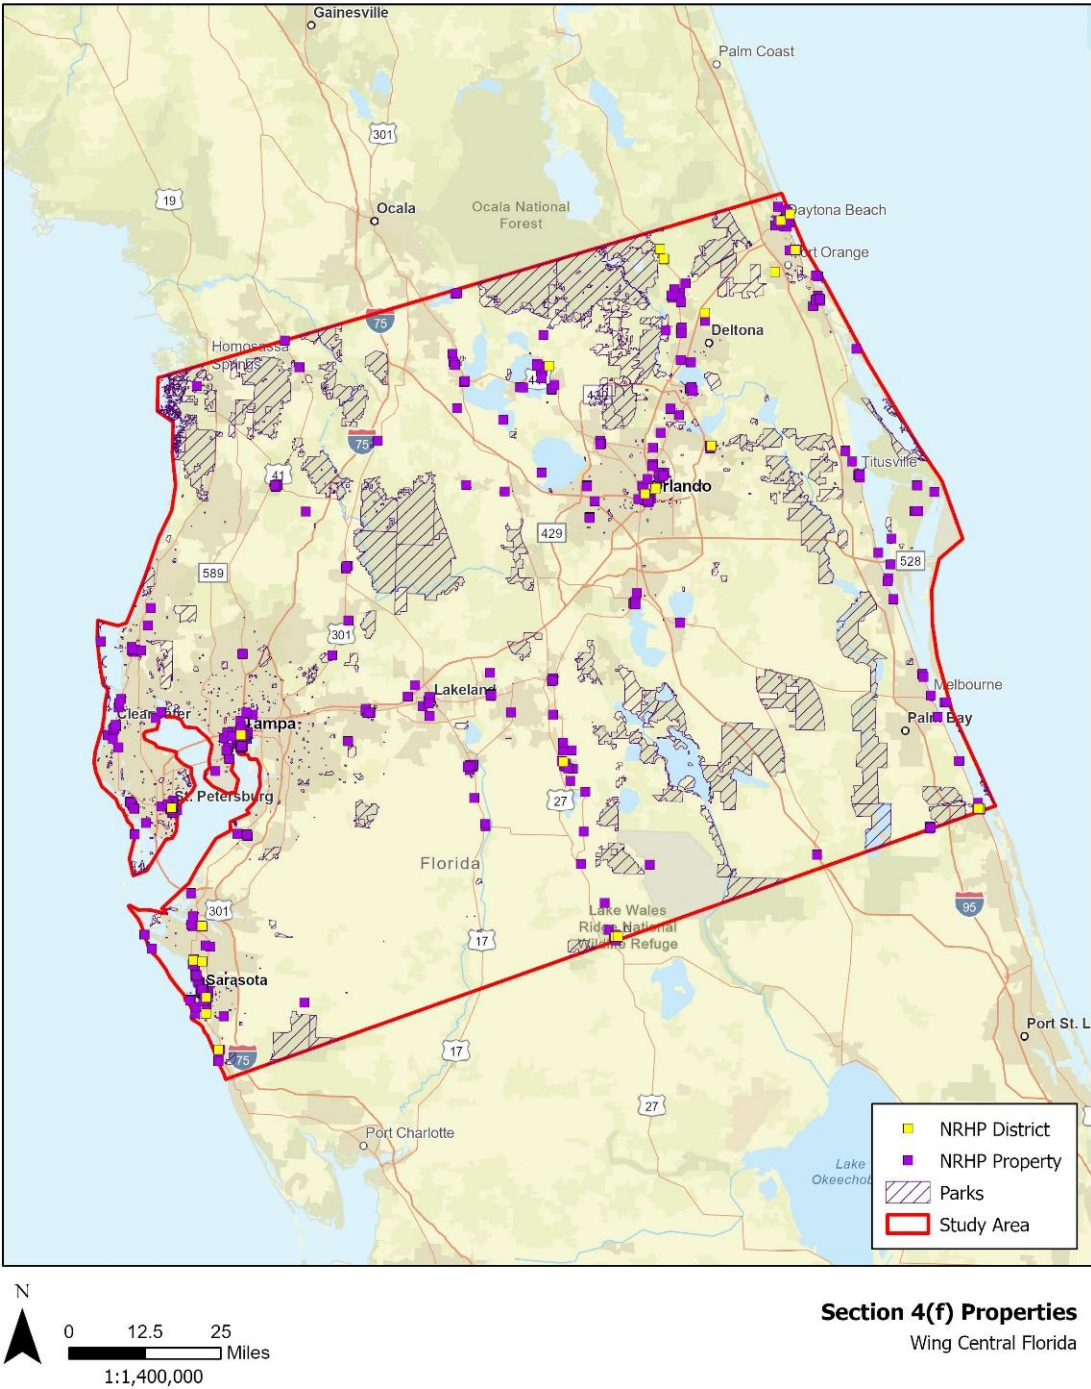 Gainesville
Palm Coast
301
19
Ocala National
Forest
Ocala
Daytona Beach
Port Orange
75
Homosassa
Springs
Deltona
44
75
41
Titusville
Orlando
429
528
589
301
Lakeland
Melbourne
Clearwater
Tampa
Palm Bay
St. Petersburg
27
Florida
301
Lake Wales
Ridge National
Wildlife Refuge
95
17
Sarasota
Port St. L
75
17
27
Port Charlotte
Lake
Okeechob
NRHP District
NRHP Property
Parks
Study Area
N
0 12.5 25
Miles
1:1,400,000
Section 4(f) Properties
Wing Central Florida